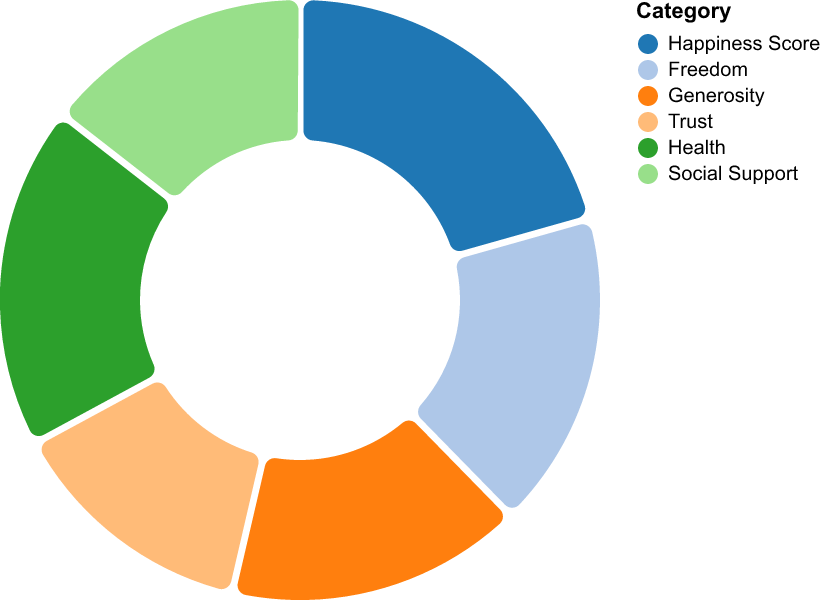 Category
Happiness Score
Freedom
Generosity
Trust
Health
Social Support